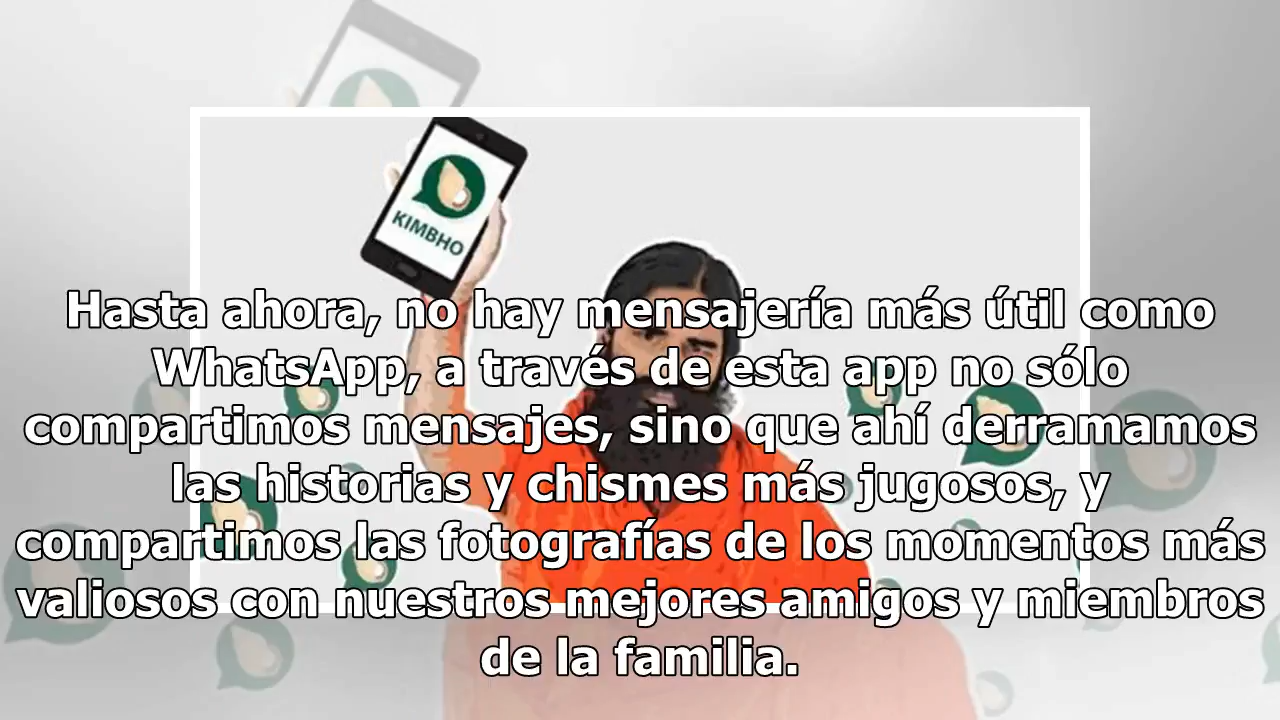 KIMBHO
Hasta ahora, no hay mensajería más útil como
WhatsApp, a través de esta app no sólo
compartimos mensajes, sino que ahí derramamos
las historias y chismes más jugosos, y
compartimos las fotografías de los momentos más
valiosos con nuestros mejores amigos y miembros
de la familia.